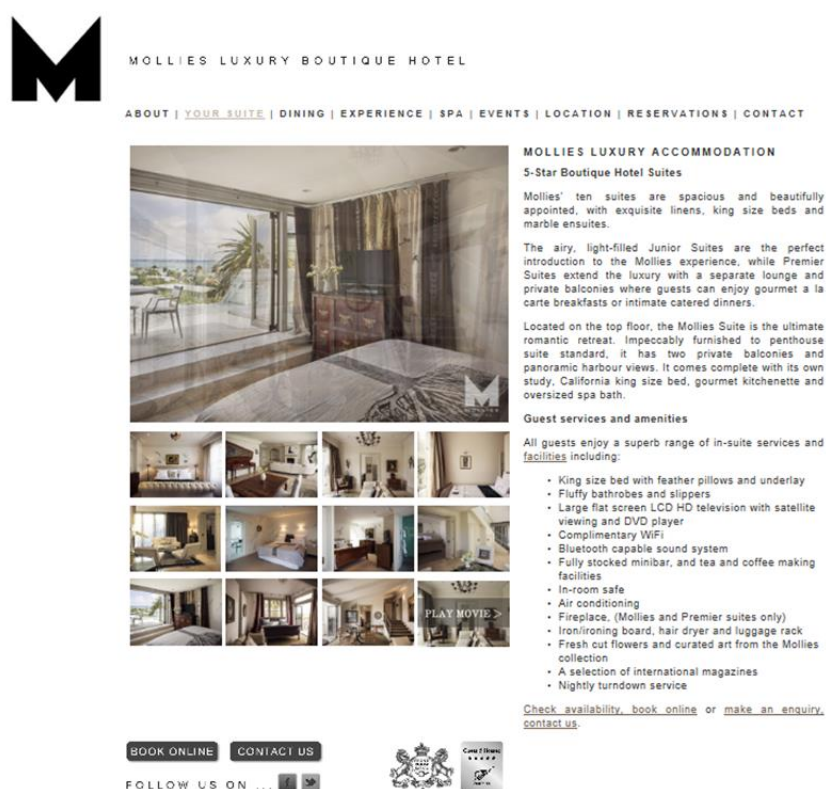 MOLLIES LUXURY BOUTIQUE HOTEL
ABOUT | YOUR SUITE | DINING | EXPERIENCE | SPA | EVENTS | LOCATION | RESERVATIONS | CONTACT
MOLLIES LUXURY ACCOMMODATION
5-Star Boutique Hotel Suites
Mollies' ten suites are spacious and beautifully
appointed, with exquisite linens, king size beds and
marble ensuites.
The airy, light-filled Junior Suites are the perfect
introduction to the Mollies experience, while Premier
Suites extend the luxury with a separate lounge and
private balconies where guests can enjoy gourmet a la
carte breakfasts or intimate catered dinners.
Located on the top floor, the Mollies Suite is the ultimate
romantic retreat. Impeccably furnished to penthouse
suite standard, it has two private balconies and
panoramic harbour views. It comes complete with its own
study, California king size bed, gourmet kitchenette and
oversized spa bath.
Guest services and amenities
All guests enjoy a superb range of in-suite services and
facilities including:
• King size bed with feather pillows and underlay
• Fluffy bathrobes and slippers
• Large flat screen LCD HD television with satellite
viewing and DVD player
• Complimentary WiFi
• Bluetooth capable sound system
• Fully stocked minibar, and tea and coffee making
facilities
• In-room safe
• Air conditioning
• Fireplace, (Mollies and Premier suites only)
• Iron/ironing board, hair dryer and luggage rack
• Fresh cut flowers and curated art from the Mollies
collection
• A selection of international magazines
• Nightly turndown service
Check availability, book online or make an enquiry,
contact us.
PLAY MOVIE >
BOOK ONLINE
CONTACT US
FOLLOW US ON ...